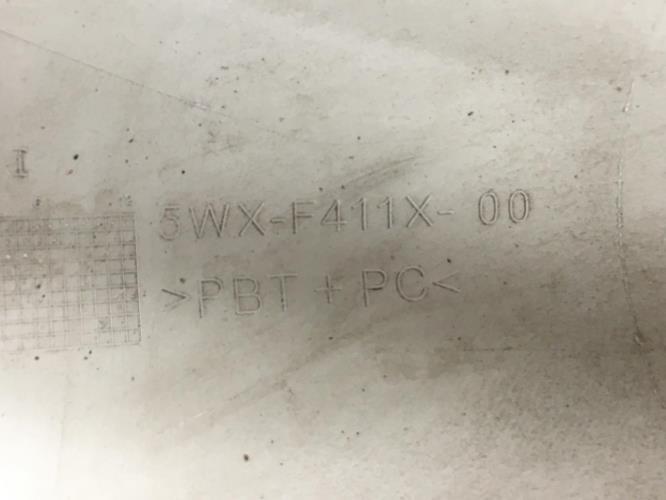 I
5WX-F411X-00
>PBT + PC<